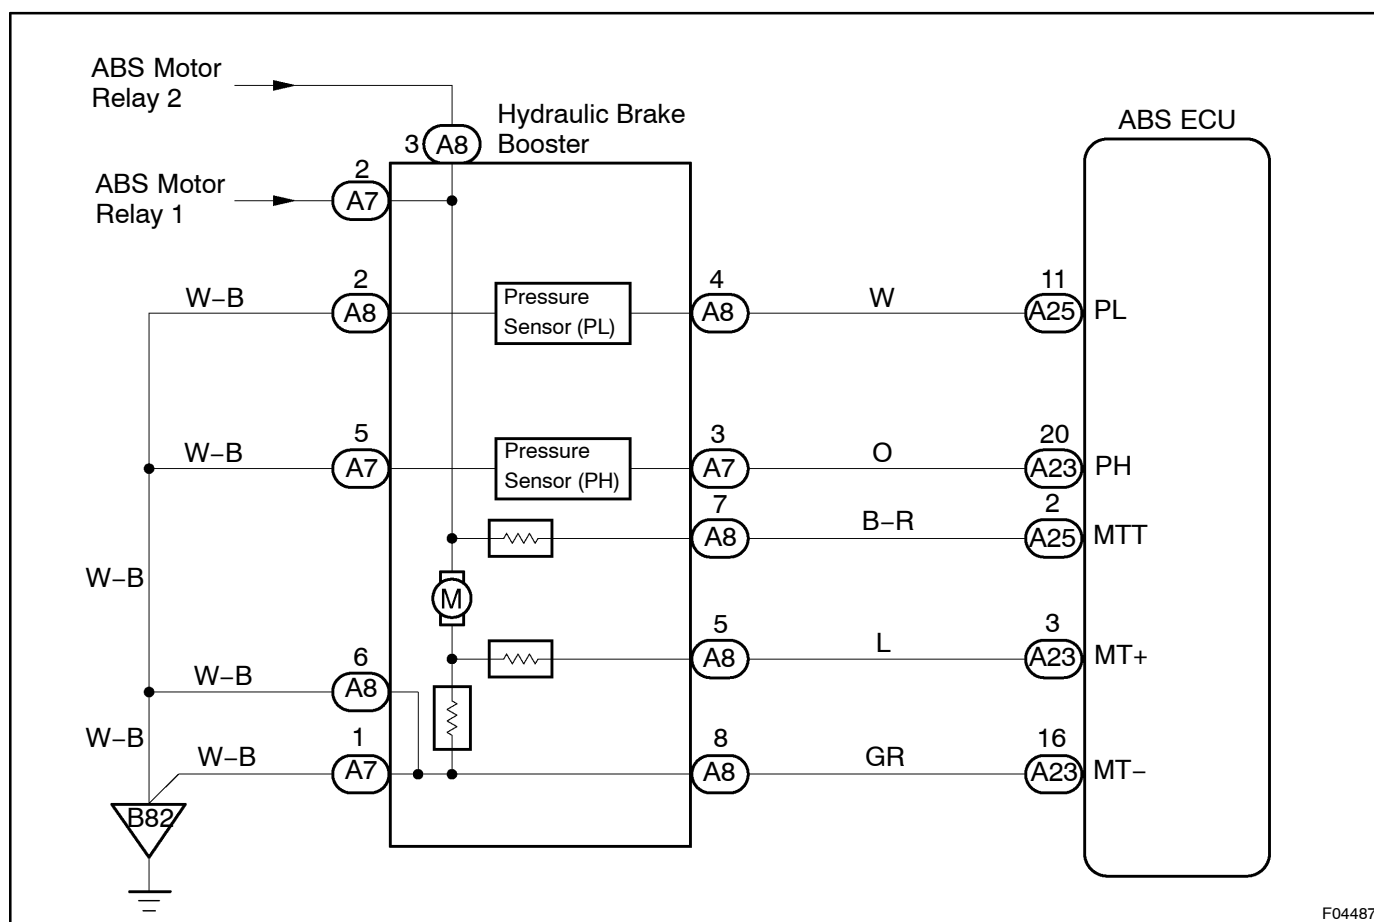 ABS Motor
Relay 2
Hydraulic Brake
Booster
3 A8
ABS ECU
2
ABS Motor
Relay 1
A7
2
W–B
A8
Pressure
Sensor (PL)
4
A8
W
11
A25 PL
5
W–B
A7
Pressure
Sensor (PH)
3
A7
O
20
A23 PH
7
A8
B–R
2
A25 MTT
W–B
M
5
A8
L
3
A23 MT+
6
W–B
A8
W–B
1
W–B
A7
8
A8
GR
16
A23 MT–
B82
F04487